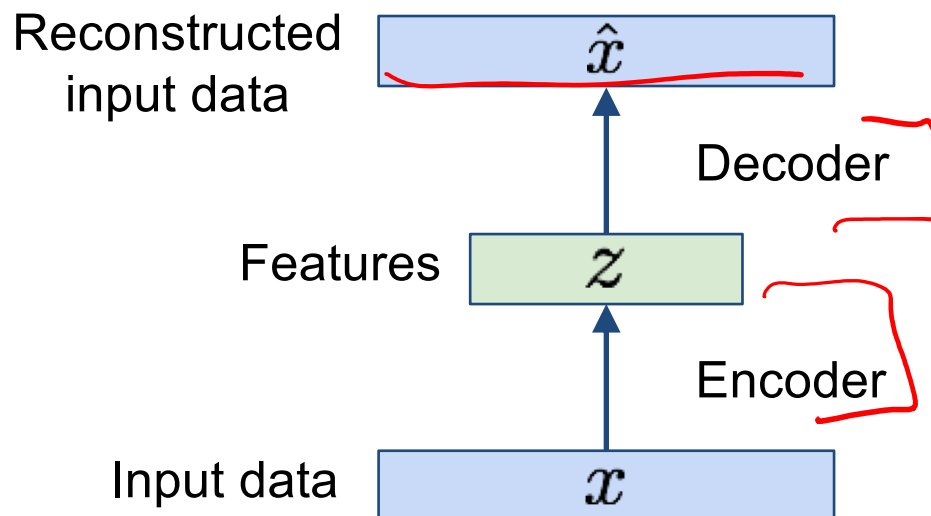 Reconstructed
input data
x̂
Decoder
Features
z
Encoder
Input data
x